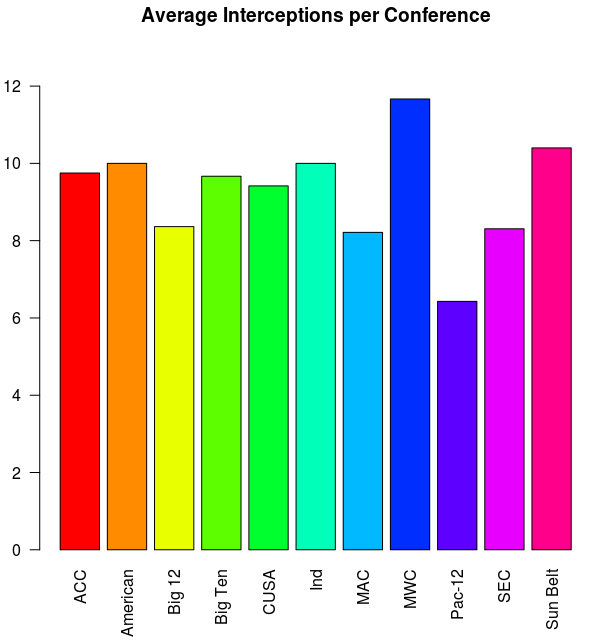 Average Interceptions per Conference
12
10
8
6
4
2
0
ACC
American
Big 12
Big Ten
CUSA
Ind
MAC
MWC
Pac-12
SEC
Sun Belt